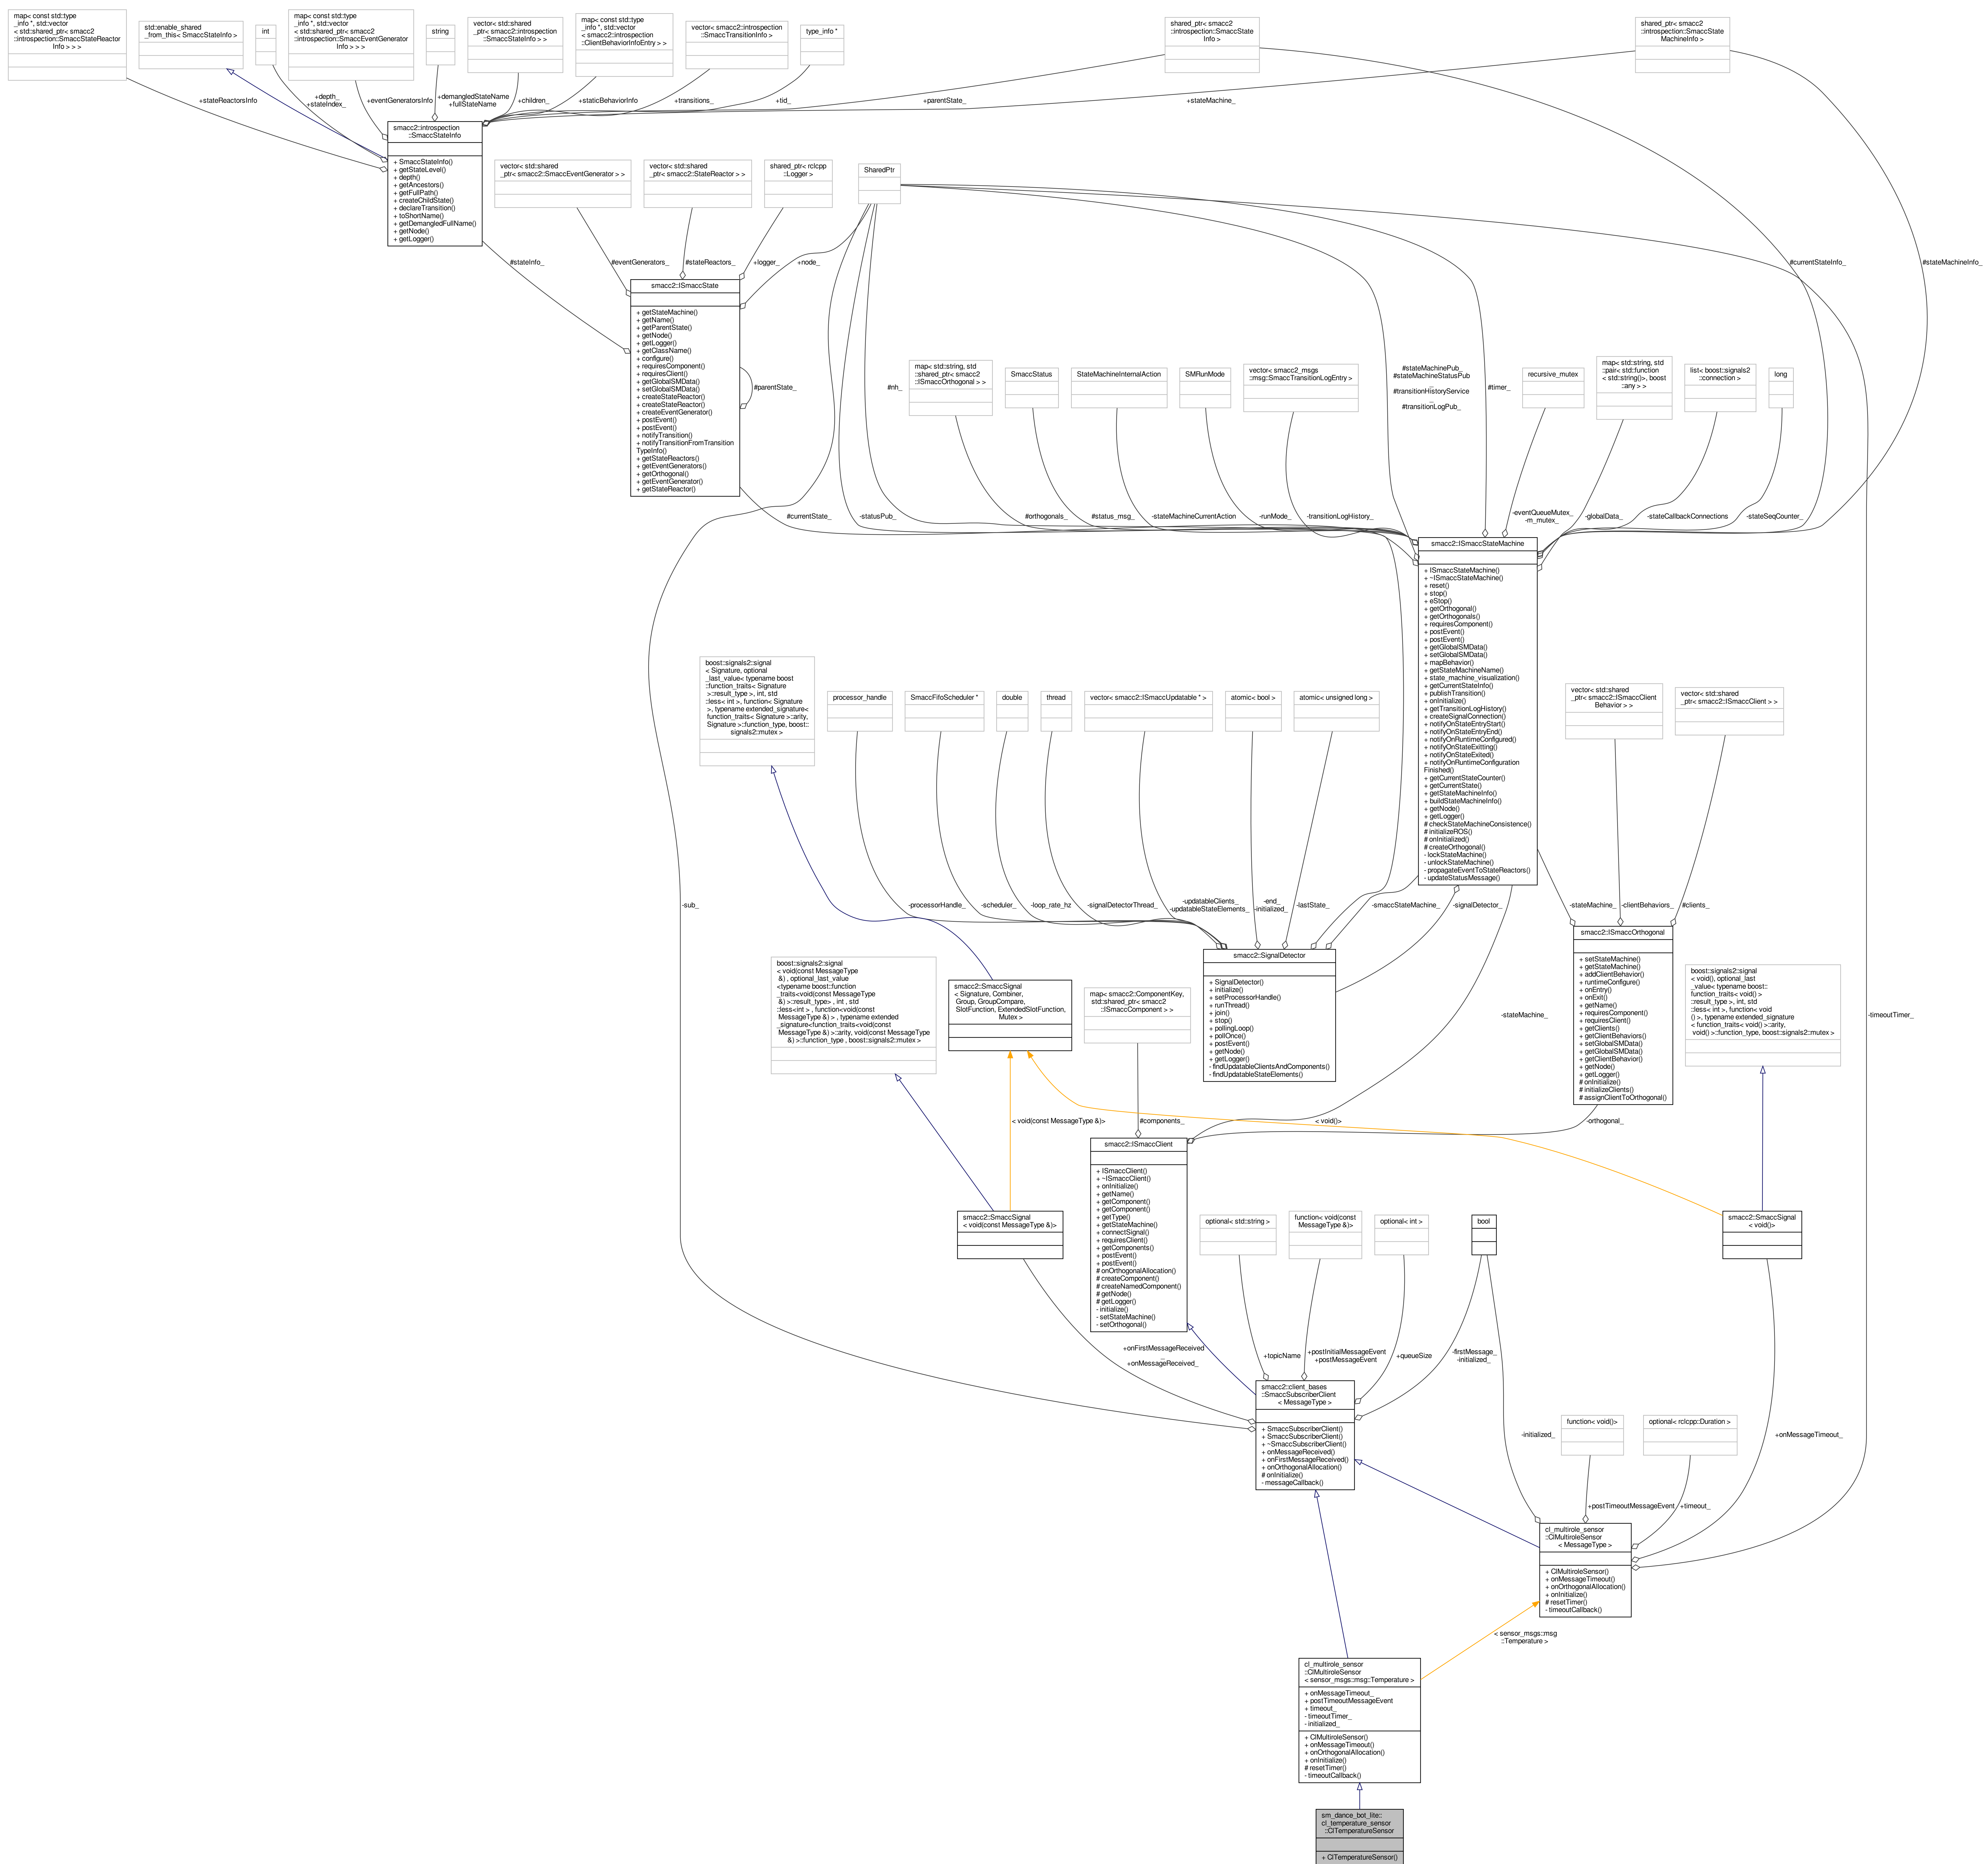 map< const std::type
_info *, std::vector
< std::shared_ptr< smacc2
::introspection::SmaccStateReactor
Info > > >
std::enable_shared
_from_this< SmaccStateInfo >
int
map< const std::type
_info *, std::vector
< std::shared_ptr< smacc2
::introspection::SmaccEventGenerator
Info > > >
string
vector< std::shared
_ptr< smacc2::introspection
::SmaccStateInfo > >
map< const std::type
_info *, std::vector
< smacc2::introspection
::ClientBehaviorInfoEntry > >
vector< smacc2::introspection
::SmaccTransitionInfo >
type_info *
shared_ptr< smacc2
::introspection::SmaccState
Info >
shared_ptr< smacc2
::introspection::SmaccState
MachineInfo >
+stateReactorsInfo
+depth_
+stateIndex_
+eventGeneratorsInfo
+demangledStateName
+fullStateName
+children_
+staticBehaviorInfo
+transitions_
+tid_
+parentState_
+stateMachine_
smacc2::introspection
::SmaccStateInfo
+ SmaccStateInfo()
+ getStateLevel()
+ depth()
+ getAncestors()
+ getFullPath()
+ createChildState()
+ declareTransition()
+ toShortName()
+ getDemangledFullName()
+ getNode()
+ getLogger()
vector< std::shared
_ptr< smacc2::SmaccEventGenerator > >
vector< std::shared
_ptr< smacc2::StateReactor > >
shared_ptr< rclcpp
::Logger >
SharedPtr
#stateInfo_
#eventGenerators_
#stateReactors_
+logger_
+node_
#currentStateInfo_
#stateMachineInfo_
smacc2::ISmaccState
+ getStateMachine()
+ getName()
+ getParentState()
+ getNode()
+ getLogger()
+ getClassName()
+ configure()
+ requiresComponent()
+ requiresClient()
+ getGlobalSMData()
+ setGlobalSMData()
+ createStateReactor()
+ createStateReactor()
+ createEventGenerator()
+ postEvent()
+ postEvent()
+ notifyTransition()
+ notifyTransitionFromTransition
TypeInfo()
+ getStateReactors()
+ getEventGenerators()
+ getOrthogonal()
+ getEventGenerator()
+ getStateReactor()
#parentState_
#nh_
map< std::string, std
::shared_ptr< smacc2
::ISmaccOrthogonal > >
SmaccStatus
StateMachineInternalAction
SMRunMode
vector< smacc2_msgs
::msg::SmaccTransitionLogEntry >
#stateMachinePub_
#stateMachineStatusPub
_
#transitionHistoryService
_
#transitionLogPub_
#timer_
recursive_mutex
map< std::string, std
::pair< std::function
< std::string()>, boost
::any > >
list< boost::signals2
::connection >
long
#currentState_
-statusPub_
#orthogonals_
#status_msg_
-stateMachineCurrentAction
-runMode_
-transitionLogHistory_
-eventQueueMutex_
-m_mutex_
-globalData_
-stateCallbackConnections
-stateSeqCounter_
smacc2::ISmaccStateMachine
+ ISmaccStateMachine()
+ ~ISmaccStateMachine()
+ reset()
+ stop()
+ eStop()
+ getOrthogonal()
+ getOrthogonals()
+ requiresComponent()
+ postEvent()
+ postEvent()
+ getGlobalSMData()
+ setGlobalSMData()
+ mapBehavior()
+ getStateMachineName()
+ state_machine_visualization()
+ getCurrentStateInfo()
+ publishTransition()
+ onInitialize()
+ getTransitionLogHistory()
+ createSignalConnection()
+ notifyOnStateEntryStart()
+ notifyOnStateEntryEnd()
+ notifyOnRuntimeConfigured()
+ notifyOnStateExitting()
+ notifyOnStateExited()
+ notifyOnRuntimeConfiguration
Finished()
+ getCurrentStateCounter()
+ getCurrentState()
+ getStateMachineInfo()
+ buildStateMachineInfo()
+ getNode()
+ getLogger()
# checkStateMachineConsistence()
# initializeROS()
# onInitialized()
# createOrthogonal()
- lockStateMachine()
- unlockStateMachine()
- propagateEventToStateReactors()
- updateStatusMessage()
boost::signals2::signal
< Signature, optional
_last_value< typename boost
::function_traits< Signature
>::result_type >, int, std
::less< int >, function< Signature
>, typename extended_signature<
function_traits< Signature >::arity,
Signature >::function_type, boost::
signals2::mutex >
processor_handle
SmaccFifoScheduler *
double
thread
vector< smacc2::ISmaccUpdatable * >
atomic< bool >
atomic< unsigned long >
vector< std::shared
_ptr< smacc2::ISmaccClient
Behavior > >
vector< std::shared
_ptr< smacc2::ISmaccClient > >
-sub_
-processorHandle_
-scheduler_
-loop_rate_hz
-signalDetectorThread_
-updatableClients_
-updatableStateElements_
-end_
-initialized_
-lastState_
-smaccStateMachine_
-signalDetector_
-stateMachine_
-clientBehaviors_
#clients_
smacc2::SignalDetector
+ SignalDetector()
+ initialize()
+ setProcessorHandle()
+ runThread()
+ join()
+ stop()
+ pollingLoop()
+ pollOnce()
+ postEvent()
+ getNode()
+ getLogger()
- findUpdatableClientsAndComponents()
- findUpdatableStateElements()
smacc2::ISmaccOrthogonal
+ setStateMachine()
+ getStateMachine()
+ addClientBehavior()
+ runtimeConfigure()
+ onEntry()
+ onExit()
+ getName()
+ requiresComponent()
+ requiresClient()
+ getClients()
+ getClientBehaviors()
+ setGlobalSMData()
+ getGlobalSMData()
+ getClientBehavior()
+ getNode()
+ getLogger()
# onInitialize()
# initializeClients()
# assignClientToOrthogonal()
boost::signals2::signal
< void(const MessageType
&) , optional_last_value
<typename boost::function
_traits<void(const MessageType
&) >::result_type> , int , std
::less<int > , function<void(const
MessageType &) > , typename extended
_signature<function_traits<void(const
MessageType &) >::arity, void(const MessageType
&) >::function_type , boost::signals2::mutex >
smacc2::SmaccSignal
< Signature, Combiner,
Group, GroupCompare,
SlotFunction, ExtendedSlotFunction,
Mutex >
map< smacc2::ComponentKey,
std::shared_ptr< smacc2
::ISmaccComponent > >
boost::signals2::signal
< void(), optional_last
_value< typename boost::
function_traits< void() >
::result_type >, int, std
::less< int >, function< void
() >, typename extended_signature
< function_traits< void() >::arity,
void() >::function_type, boost::signals2::mutex >
-stateMachine_
-timeoutTimer_
< void(const MessageType &)>
#components_
< void()>
-orthogonal_
smacc2::ISmaccClient
+ ISmaccClient()
+ ~ISmaccClient()
+ onInitialize()
+ getName()
+ getComponent()
+ getComponent()
+ getType()
+ getStateMachine()
+ connectSignal()
+ requiresClient()
+ getComponents()
+ postEvent()
+ postEvent()
# onOrthogonalAllocation()
# createComponent()
# createNamedComponent()
# getNode()
# getLogger()
- initialize()
- setStateMachine()
- setOrthogonal()
smacc2::SmaccSignal
< void(const MessageType &)>
optional< std::string >
function< void(const
MessageType &)>
optional< int >
bool
smacc2::SmaccSignal
< void()>
+onFirstMessageReceived
_
+onMessageReceived_
+topicName
+postInitialMessageEvent
+postMessageEvent
+queueSize
-firstMessage_
-initialized_
smacc2::client_bases
::SmaccSubscriberClient
< MessageType >
+ SmaccSubscriberClient()
+ SmaccSubscriberClient()
+ ~SmaccSubscriberClient()
+ onMessageReceived()
+ onFirstMessageReceived()
+ onOrthogonalAllocation()
# onInitialize()
- messageCallback()
function< void()>
optional< rclcpp::Duration >
-initialized_
+onMessageTimeout_
+postTimeoutMessageEvent
+timeout_
cl_multirole_sensor
::ClMultiroleSensor
< MessageType >
+ ClMultiroleSensor()
+ onMessageTimeout()
+ onOrthogonalAllocation()
+ onInitialize()
# resetTimer()
- timeoutCallback()
< sensor_msgs::msg
::Temperature >
cl_multirole_sensor
::ClMultiroleSensor
< sensor_msgs::msg::Temperature >
+ onMessageTimeout_
+ postTimeoutMessageEvent
+ timeout_
- timeoutTimer_
- initialized_
+ ClMultiroleSensor()
+ onMessageTimeout()
+ onOrthogonalAllocation()
+ onInitialize()
# resetTimer()
- timeoutCallback()
sm_dance_bot_lite::
cl_temperature_sensor
::ClTemperatureSensor
+ ClTemperatureSensor()